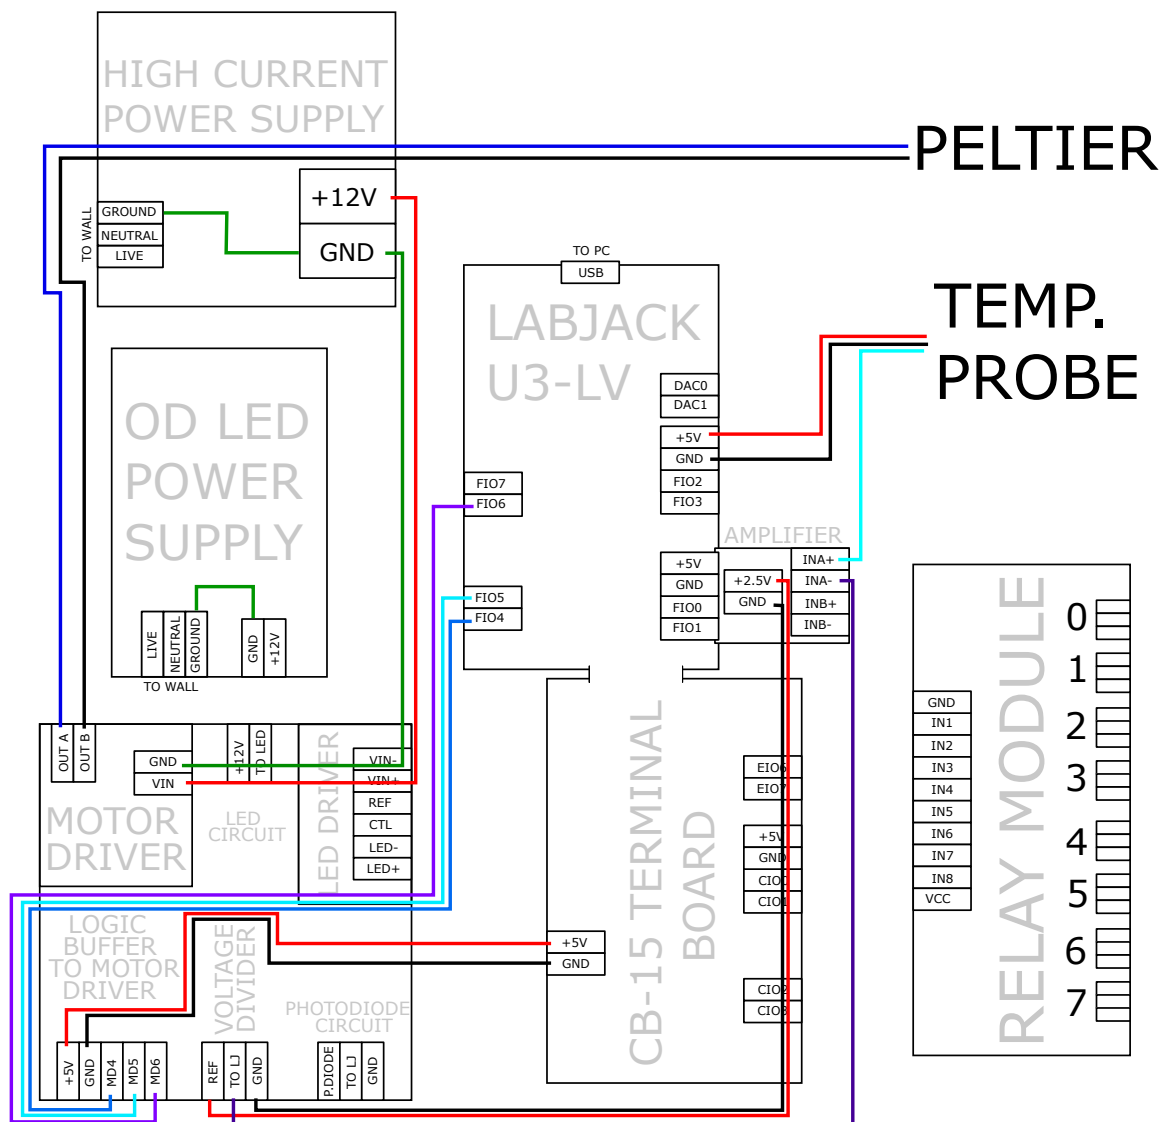 HIGH CURRENT
POWER SUPPLY
+12V
GND
TO WALL
GROUND
NEUTRAL
LIVE
PELTIER
TEMP.
PROBE
TO PC
USB
LABJACK
U3-LV
DAC0
DAC1
+5V
GND
FIO2
FIO3
FIO7
FIO6
FIO5
FIO4
+5V
GND
FIO0
FIO1
AMPLIFIER
+2.5V
GND
INA+
INA-
INB+
INB-
OD LED
POWER
SUPPLY
LIVE
NEUTRAL
GROUND
GND
+12V
TO WALL
OUT A
OUT B
GND
VIN
MOTOR
DRIVER
+12V
TO LED
LED
CIRCUIT
LED DRIVER
VIN-
VIN+
REF
CTL
LED-
LED+
LOGIC
BUFFER
TO MOTOR
DRIVER
+5V
GND
MD4
MD5
MD6
VOLTAGE
DIVIDER
REF
TO LJ
GND
PHOTODIODE
CIRCUIT
P.DIODE
TO LJ
GND
CB-15 TERMINAL
BOARD
+5V
GND
EIO6
EIO7
+5V
GND
CIO0
CIO1
CIO2
CIO3
RELAY MODULE
GND
IN1
IN2
IN3
IN4
IN5
IN6
IN7
IN8
VCC
0
1
2
3
4
5
6
7